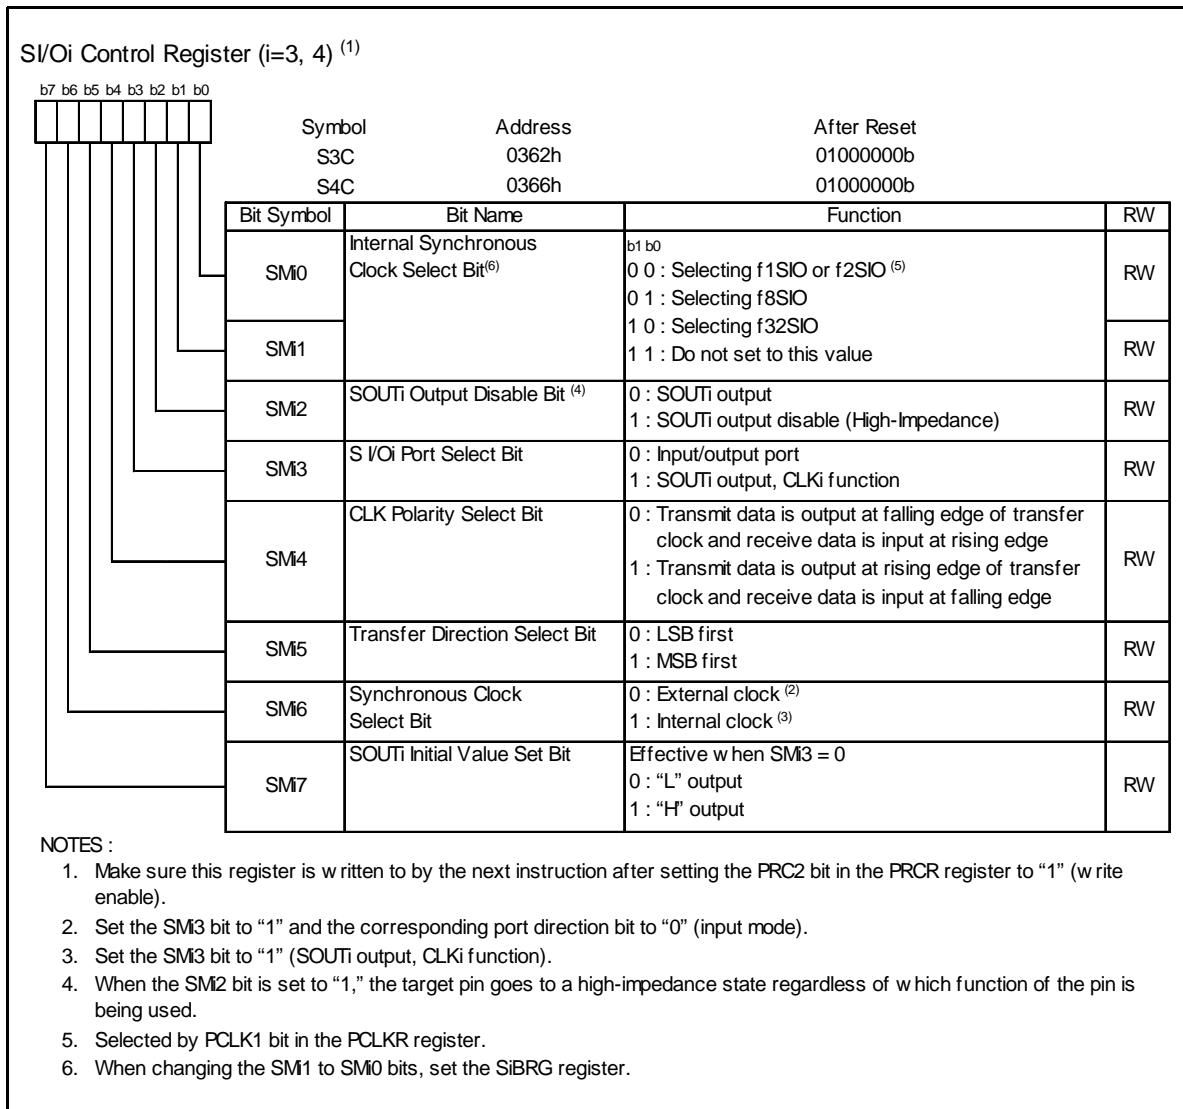 SI/Oi Control Register (i=3, 4) (1)
b7 b6 b5 b4 b3 b2 b1 b0
Symbol Address After Reset
S3C 0362h 01000000b
S4C 0366h 01000000b
Bit Symbol Bit Name Function RW
SMi0 Internal Synchronous Clock Select Bit(6) RW
b1 b0
0 0 : Selecting f1SIO or f2SIO (5)
0 1 : Selecting f8SIO
1 0 : Selecting f32SIO
1 1 : Do not set to this value
SMi1 RW
SMi2 SOUTi Output Disable Bit (4) 0 : SOUTi output RW
1 : SOUTi output disable (High-Impedance)
SMi3 S I/Oi Port Select Bit 0 : Input/output port RW
1 : SOUTi output, CLKi function
SMi4 CLK Polarity Select Bit 0 : Transmit data is output at falling edge of transfer RW
clock and receive data is input at rising edge
1 : Transmit data is output at rising edge of transfer
clock and receive data is input at falling edge
SMi5 Transfer Direction Select Bit 0 : LSB first RW
1 : MSB first
SMi6 Synchronous Clock Select Bit 0 : External clock (2) RW
1 : Internal clock (3)
SMi7 SOUTi Initial Value Set Bit Effective when SMi3 = 0 RW
0 : “L” output
1 : “H” output
NOTES :
1. Make sure this register is written to by the next instruction after setting the PRC2 bit in the PRCR register to “1” (write
enable).
2. Set the SMi3 bit to “1” and the corresponding port direction bit to “0” (input mode).
3. Set the SMi3 bit to “1” (SOUTi output, CLKi function).
4. When the SMi2 bit is set to “1,” the target pin goes to a high-impedance state regardless of which function of the pin is
being used.
5. Selected by PCLK1 bit in the PCLKR register.
6. When changing the SMi1 to SMi0 bits, set the SiBRG register.